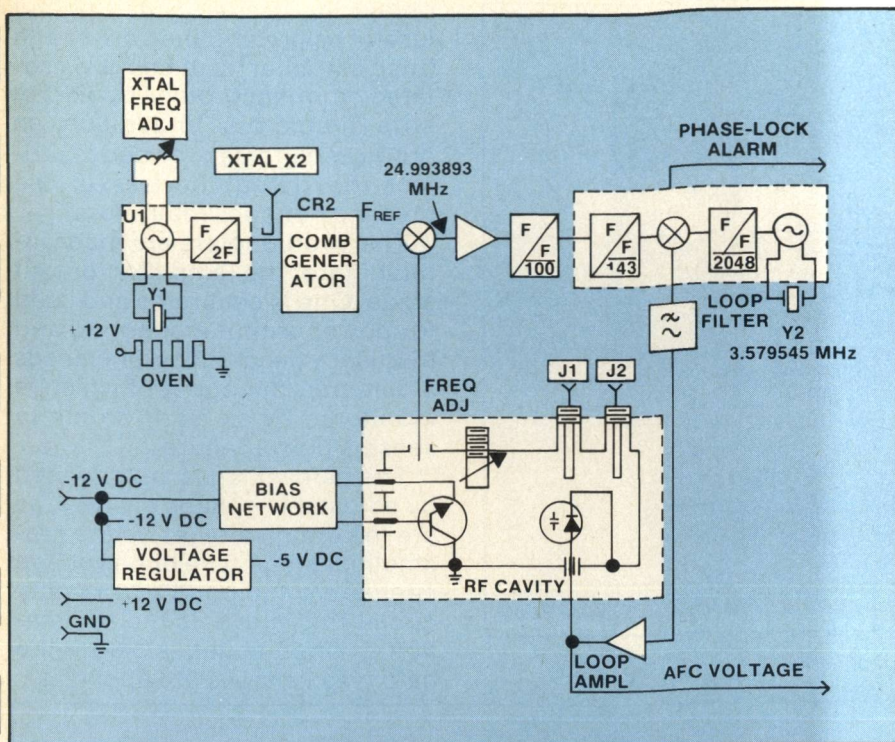 XTAL
FREQ
ADJ
XTAL X2
PHASE-LOCK
ALARM
24.993893
MHz
U1
F
2F
CR2
COMB
GENER-
ATOR
FREF
F
F
100
F
F
143
F
F
2048
Y1
+ 12 V
OVEN
LOOP
FILTER
Y2
3.579545 MHz
FREQ
ADJ
J1
J2
-12 V DC
BIAS
NETWORK
-12 V DC
VOLTAGE
REGULATOR
-5 V DC
+12 V DC
GND
RF CAVITY
LOOP
AMPL
AFC VOLTAGE